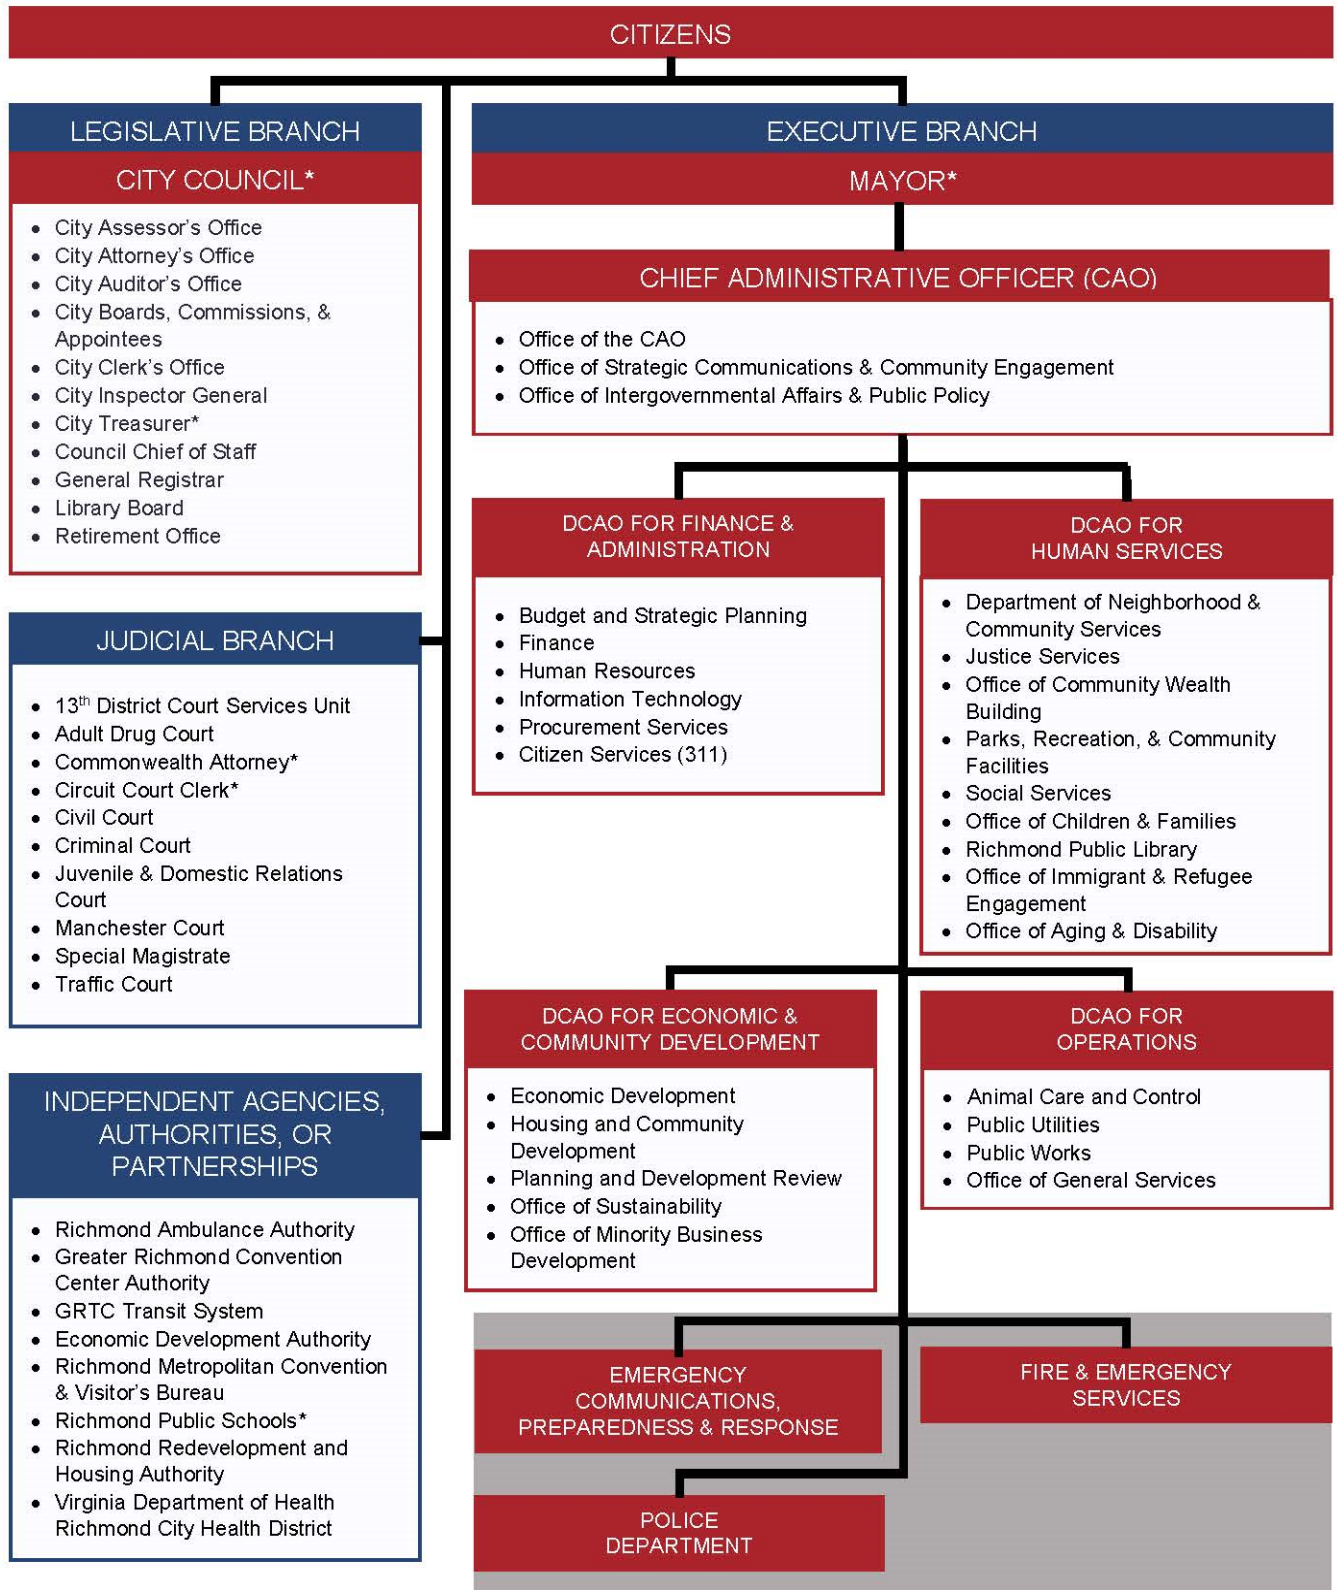 CITIZENS
LEGISLATIVE BRANCH
CITY COUNCIL*
• City Assessor's Office
• City Attorney's Office
• City Auditor's Office
• City Boards, Commissions, &
Appointees
• City Clerk's Office
• City Inspector General
• City Treasurer*
• Council Chief of Staff
• General Registrar
• Library Board
• Retirement Office
JUDICIAL BRANCH
• 13th District Court Services Unit
• Adult Drug Court
• Commonwealth Attorney*
• Circuit Court Clerk*
• Civil Court
• Criminal Court
• Juvenile & Domestic Relations
Court
• Manchester Court
• Special Magistrate
• Traffic Court
INDEPENDENT AGENCIES,
AUTHORITIES, OR
PARTNERSHIPS
• Richmond Ambulance Authority
• Greater Richmond Convention
Center Authority
• GRTC Transit System
• Economic Development Authority
• Richmond Metropolitan Convention
& Visitor's Bureau
• Richmond Public Schools*
• Richmond Redevelopment and
Housing Authority
• Virginia Department of Health
Richmond City Health District
EXECUTIVE BRANCH
MAYOR*
CHIEF ADMINISTRATIVE OFFICER (CAO)
• Office of the CAO
• Office of Strategic Communications & Community Engagement
• Office of Intergovernmental Affairs & Public Policy
DCAO FOR FINANCE &
ADMINISTRATION
• Budget and Strategic Planning
• Finance
• Human Resources
• Information Technology
• Procurement Services
• Citizen Services (311)
DCAO FOR
HUMAN SERVICES
• Department of Neighborhood &
Community Services
• Justice Services
• Office of Community Wealth
Building
• Parks, Recreation, & Community
Facilities
• Social Services
• Office of Children & Families
• Richmond Public Library
• Office of Immigrant & Refugee
Engagement
• Office of Aging & Disability
DCAO FOR ECONOMIC &
COMMUNITY DEVELOPMENT
• Economic Development
• Housing and Community
Development
• Planning and Development Review
• Office of Sustainability
• Office of Minority Business
Development
DCAO FOR
OPERATIONS
• Animal Care and Control
• Public Utilities
• Public Works
• Office of General Services
EMERGENCY
COMMUNICATIONS,
PREPAREDNESS & RESPONSE
FIRE & EMERGENCY
SERVICES
POLICE
DEPARTMENT